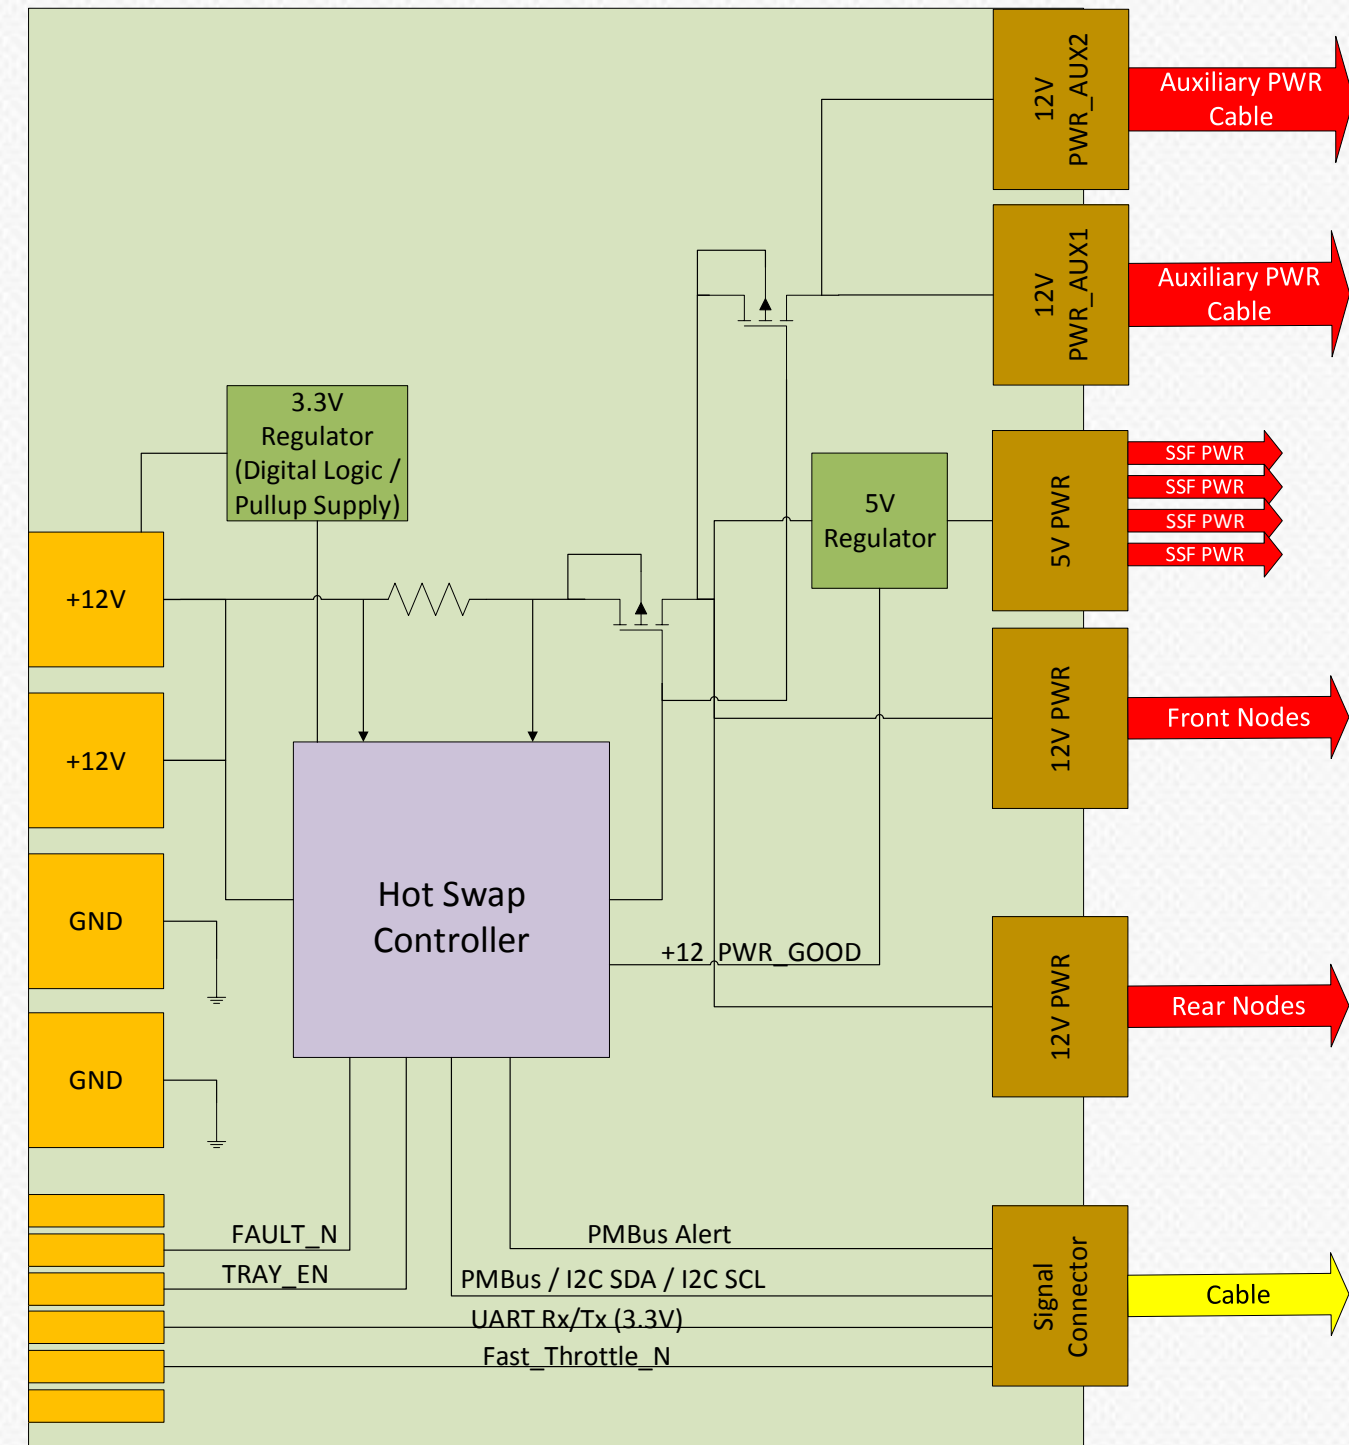 12V
PWR_AUX2
Auxiliary PWR
Cable
12V
PWR_AUX1
Auxiliary PWR
Cable
3.3V
Regulator
(Digital Logic /
Pullup Supply)
5V
Regulator
5V PWR
SSF PWR
SSF PWR
SSF PWR
SSF PWR
+12V
12V PWR
Front Nodes
+12V
Hot Swap
Controller
GND
+12_PWR_GOOD
12V PWR
Rear Nodes
GND
FAULT_N
PMBus Alert
TRAY_EN
PMBus / I2C SDA / I2C SCL
UART Rx/Tx (3.3V)
Fast_Throttle_N
Signal
Connector
Cable